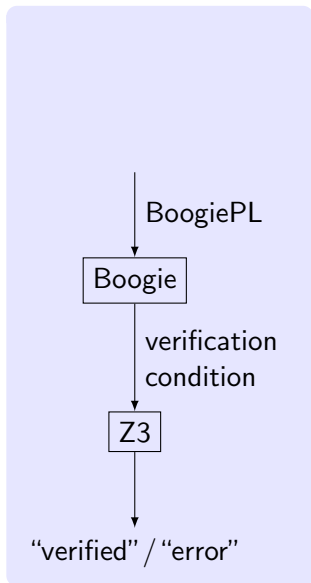 BoogiePL
Boogie
verification
condition
Z3
“verified” / “error”